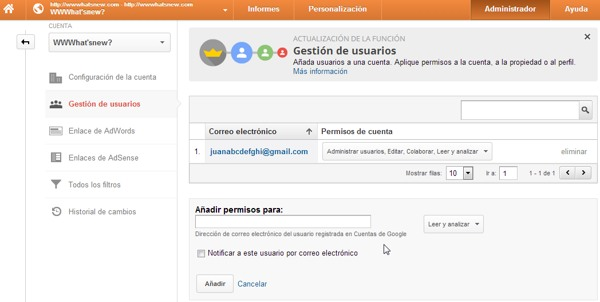 http://wwwhatsnew.com - http://wwwhatsnew.com
WWWhat'snew?
Informes
Personalización
Administrador
Ayuda
CUENTA
WWWhat'snew?
Configuración de la cuenta
Gestión de usuarios
Enlace de AdWords
Enlaces de AdSense
Todos los filtros
Historial de cambios
ACTUALIZACIÓN DE LA FUNCIÓN
Gestión de usuarios
Añada usuarios a una cuenta. Aplique permisos a la cuenta, a la propiedad o al perfil.
Más información
Correo electrónico
Permisos de cuenta
1. juanabcdefghi@gmail.com Administrar usuarios, Editar, Colaborar, Leer y analizar eliminar
Mostrar filas: 10 Ir a: 1 1 - 1 de 1
Añadir permisos para:
Leer y analizar
Dirección de correo electrónico del usuario registrada en Cuentas de Google
Notificar a este usuario por correo electrónico
Añadir Cancelar